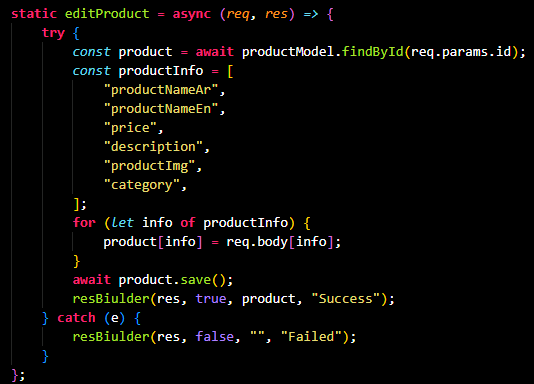 static editProduct = async (req, res) => {
try {
const product = await productModel.findById(req.params.id);
const productInfo = [
"productNameAr",
"productNameEn",
"price",
"description",
"productImg",
"category",
];
for (let info of productInfo) {
product[info] = req.body[info];
}
await product.save();
resBiulder(res, true, product, "Success");
} catch (e) {
resBiulder(res, false, "", "Failed");
}
};